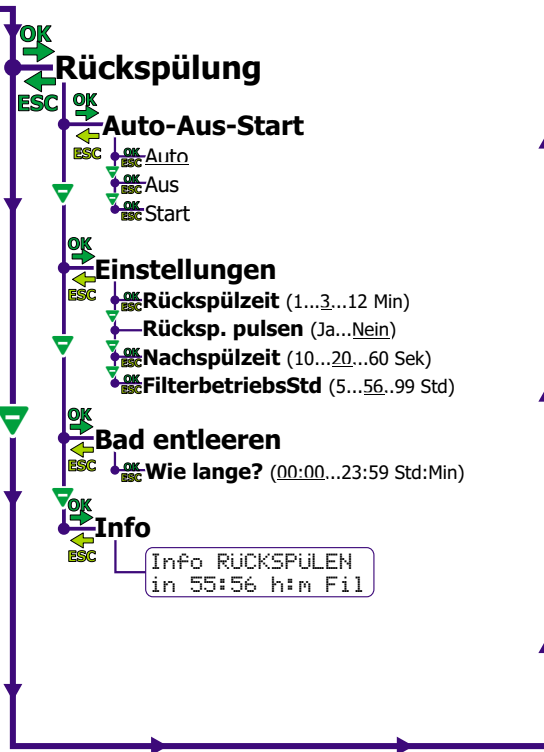 OK
Rückspülung
ESC
OK
Auto-Aus-Start
ESC
OK
ESC
Auto
OK
ESC
Aus
OK
ESC
Start
OK
Einstellungen
ESC
OK
ESC
Rückspülzeit (1...3...12 Min)
Rücksp. pulsen (Ja...Nein)
OK
ESC
Nachspülzeit (10...20...60 Sek)
OK
ESC
FilterbetriebsStd (5...56..99 Std)
OK
Bad entleeren
ESC
OK
ESC
Wie lange? (00:00...23:59 Std:Min)
OK
Info
ESC
Info RüCKSPüLEN
in 55:56 h:m Fil